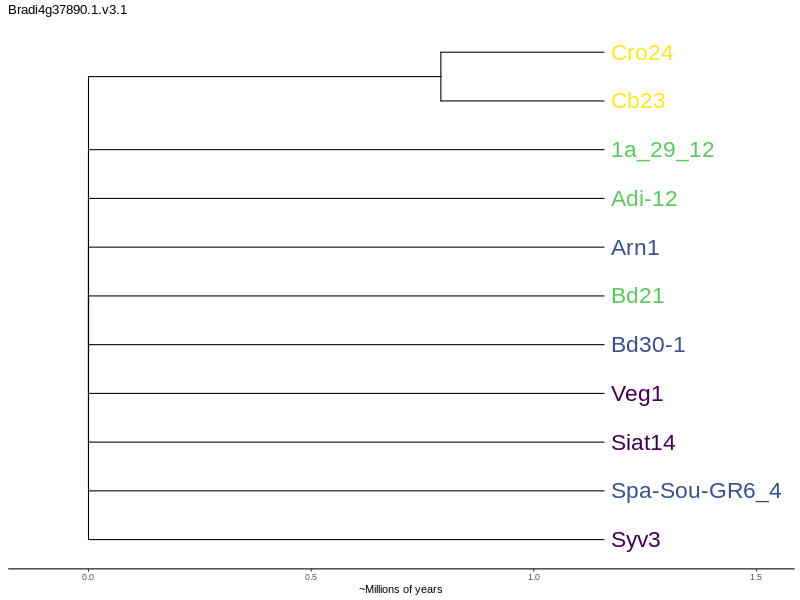 Bradi4g37890.1.v3.1
Cro24
Cb23
1a_29_12
Adi-12
Arn1
Bd21
Bd30-1
Veg1
Siat14
Spa-Sou-GR6_4
Syv3
0.0 0.5 1.0 1.5
~Millions of years